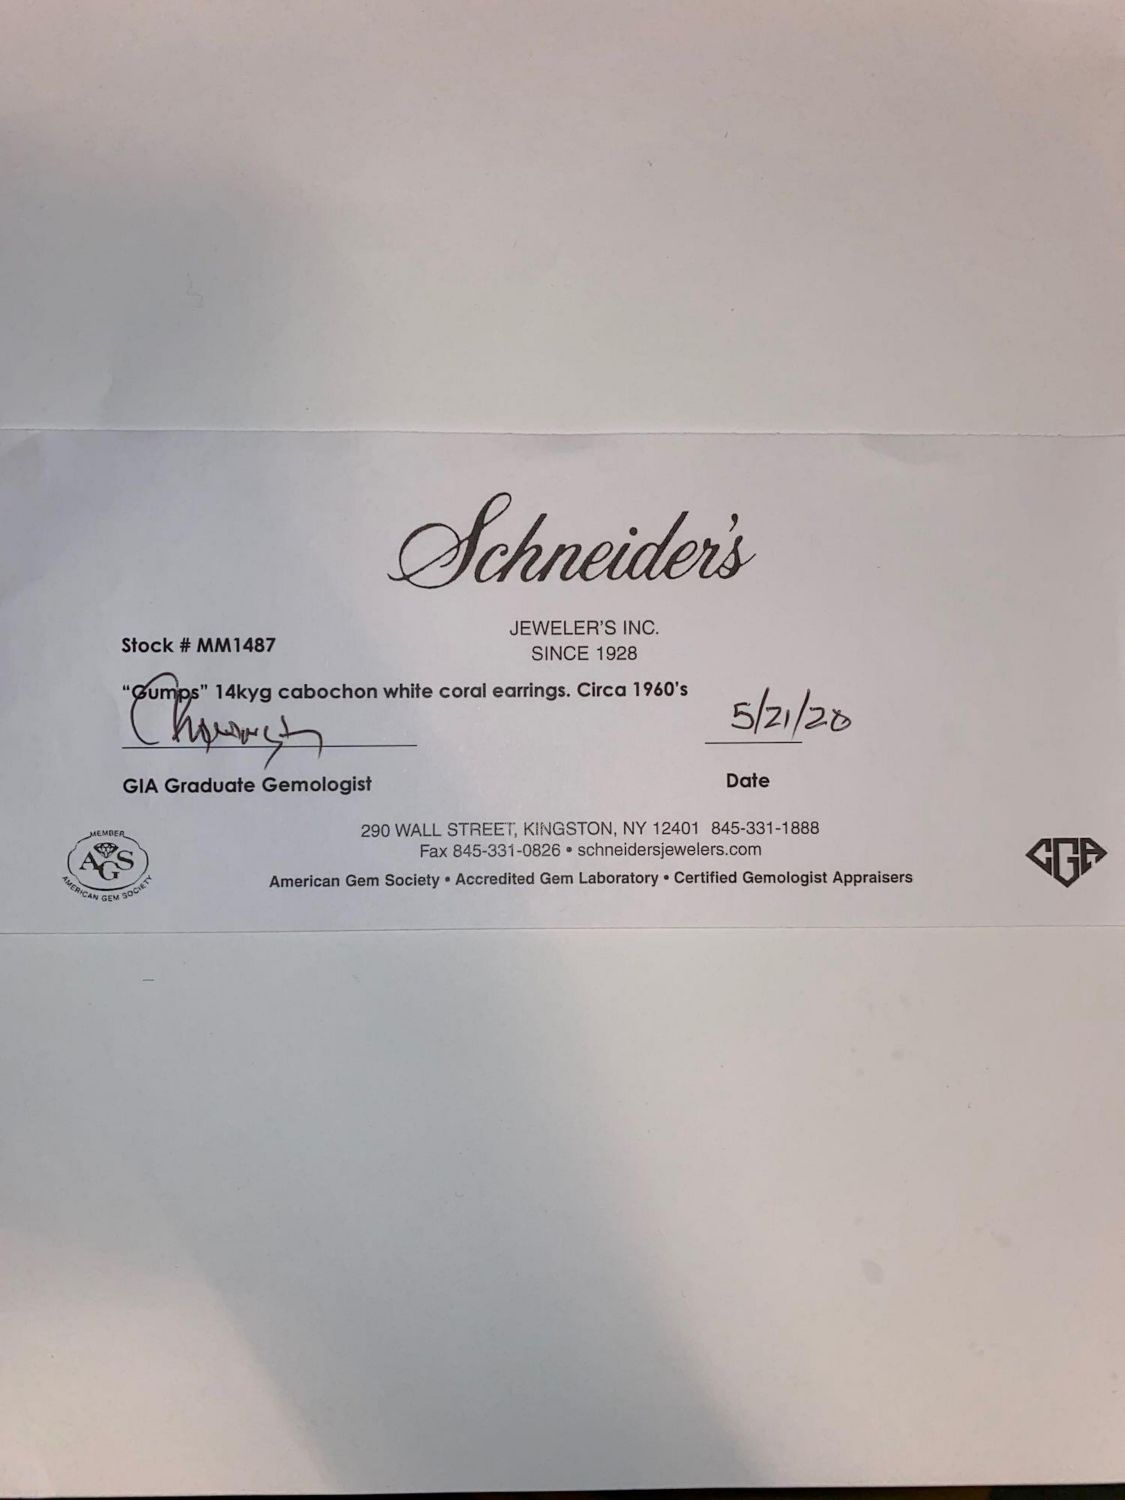 Schneider's
JEWELER'S INC.
SINCE 1928
Stock # MM1487
"Gumps" 14kyg cabochon white coral earrings. Circa 1960's
5/21/20
GIA Graduate Gemologist
Date
290 WALL STREET, KINGSTON, NY 12401 845-331-1888
Fax 845-331-0826 • schneidersjewelers.com
American Gem Society • Accredited Gem Laboratory • Certified Gemologist Appraisers
MEMBER
AGS
AMERICAN GEM SOCIETY
CGA